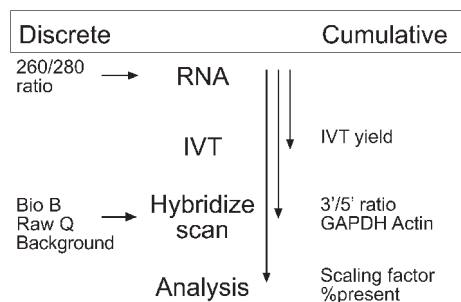 Discrete Cumulative
260/280
ratio
RNA
IVT
IVT yield
Bio B
Raw Q
Background
Hybridize
scan
3’/5’ ratio
GAPDH Actin
Analysis
Scaling factor
%present